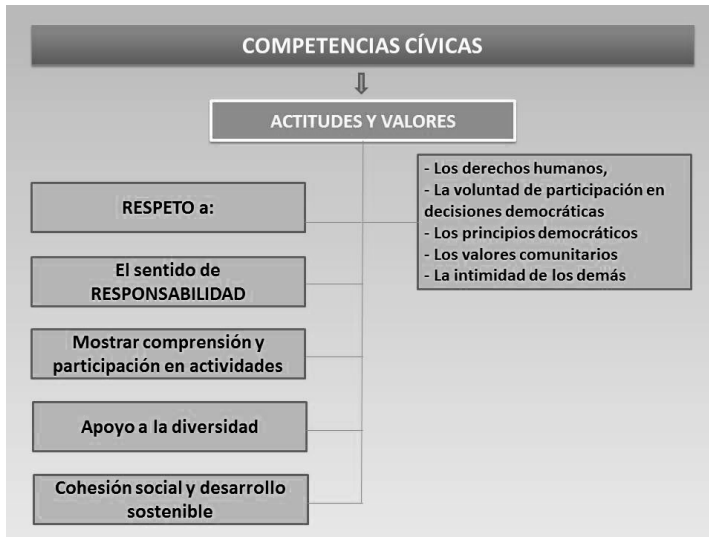 COMPETENCIAS CÍVICAS
ACTITUDES Y VALORES
RESPETO a:
- Los derechos humanos,
- La voluntad de participación en
decisiones democráticas
- Los principios democráticos
- Los valores comunitarios
- La intimidad de los demás
El sentido de
RESPONSABILIDAD
Mostrar comprensión y
participación en actividades
Apoyo a la diversidad
Cohesión social y desarrollo
sostenible